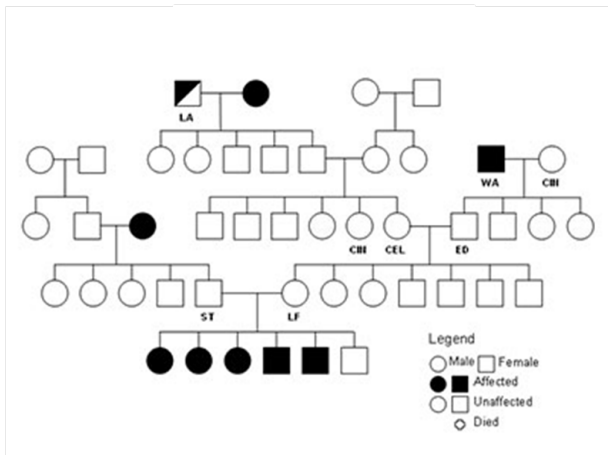 LA
WA
CIII
CIII
CEL
ED
ST
LF
Legend
Male Female
Affected
Unaffected
Died